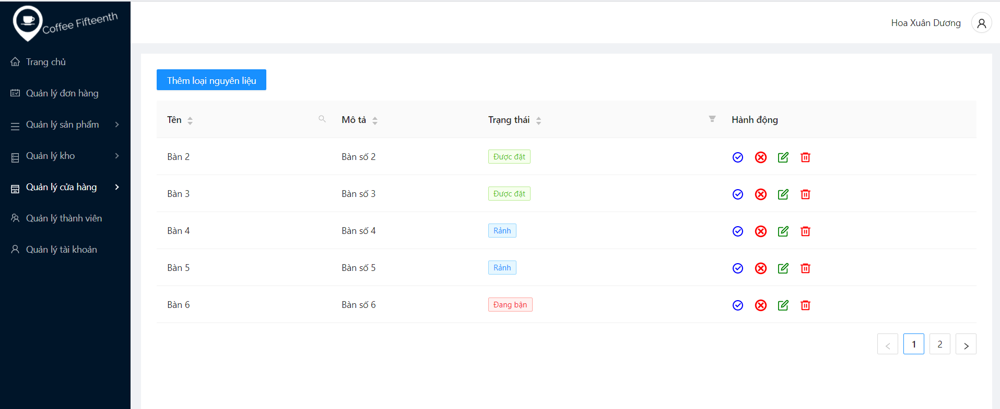 Coffee Fifteenth
Hoa Xuân Dương
Trang chủ
Quản lý đơn hàng
Quản lý sản phẩm
Quản lý kho
Quản lý cửa hàng
Quản lý thành viên
Quản lý tài khoản
Thêm loại nguyên liệu
Tên Mô tả Trạng thái Hành động
Bàn 2 Bàn số 2 Được đặt
Bàn 3 Bàn số 3 Được đặt
Bàn 4 Bàn số 4 Rảnh
Bàn 5 Bàn số 5 Rảnh
Bàn 6 Bàn số 6 Đang bận
< 1 2 >